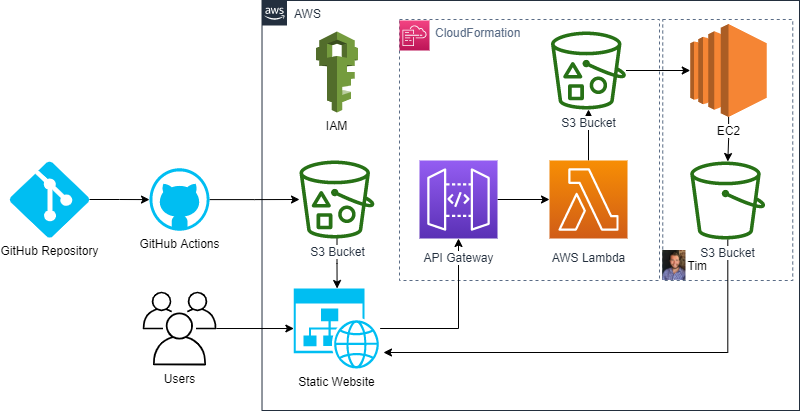 aws
AWS
CloudFormation
IAM
S3 Bucket
EC2
GitHub Repository
GitHub Actions
S3 Bucket
API Gateway
AWS Lambda
S3 Bucket
Tim
Users
Static Website